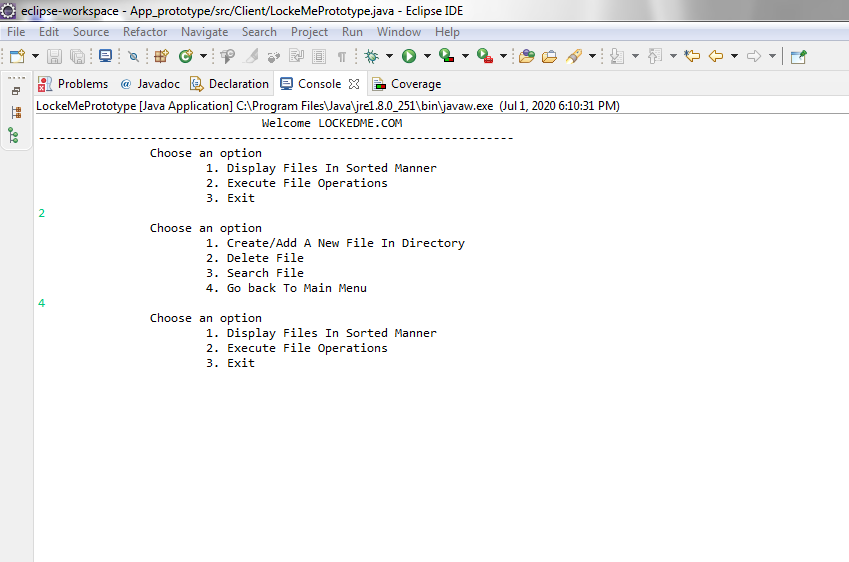 eclipse-workspace - App_prototype/src/Client/LockeMePrototype.java - Eclipse IDE
File Edit Source Refactor Navigate Search Project Run Window Help
Problems @ Javadoc Declaration Console Coverage
LockeMePrototype [Java Application] C:\Program Files\Java\jre1.8.0_251\bin\javaw.exe (Jul 1, 2020 6:10:31 PM)
Welcome LOCKEDME.COM
--------------------------------------------------------------------
Choose an option
1. Display Files In Sorted Manner
2. Execute File Operations
3. Exit
2
Choose an option
1. Create/Add A New File In Directory
2. Delete File
3. Search File
4. Go back To Main Menu
4
Choose an option
1. Display Files In Sorted Manner
2. Execute File Operations
3. Exit